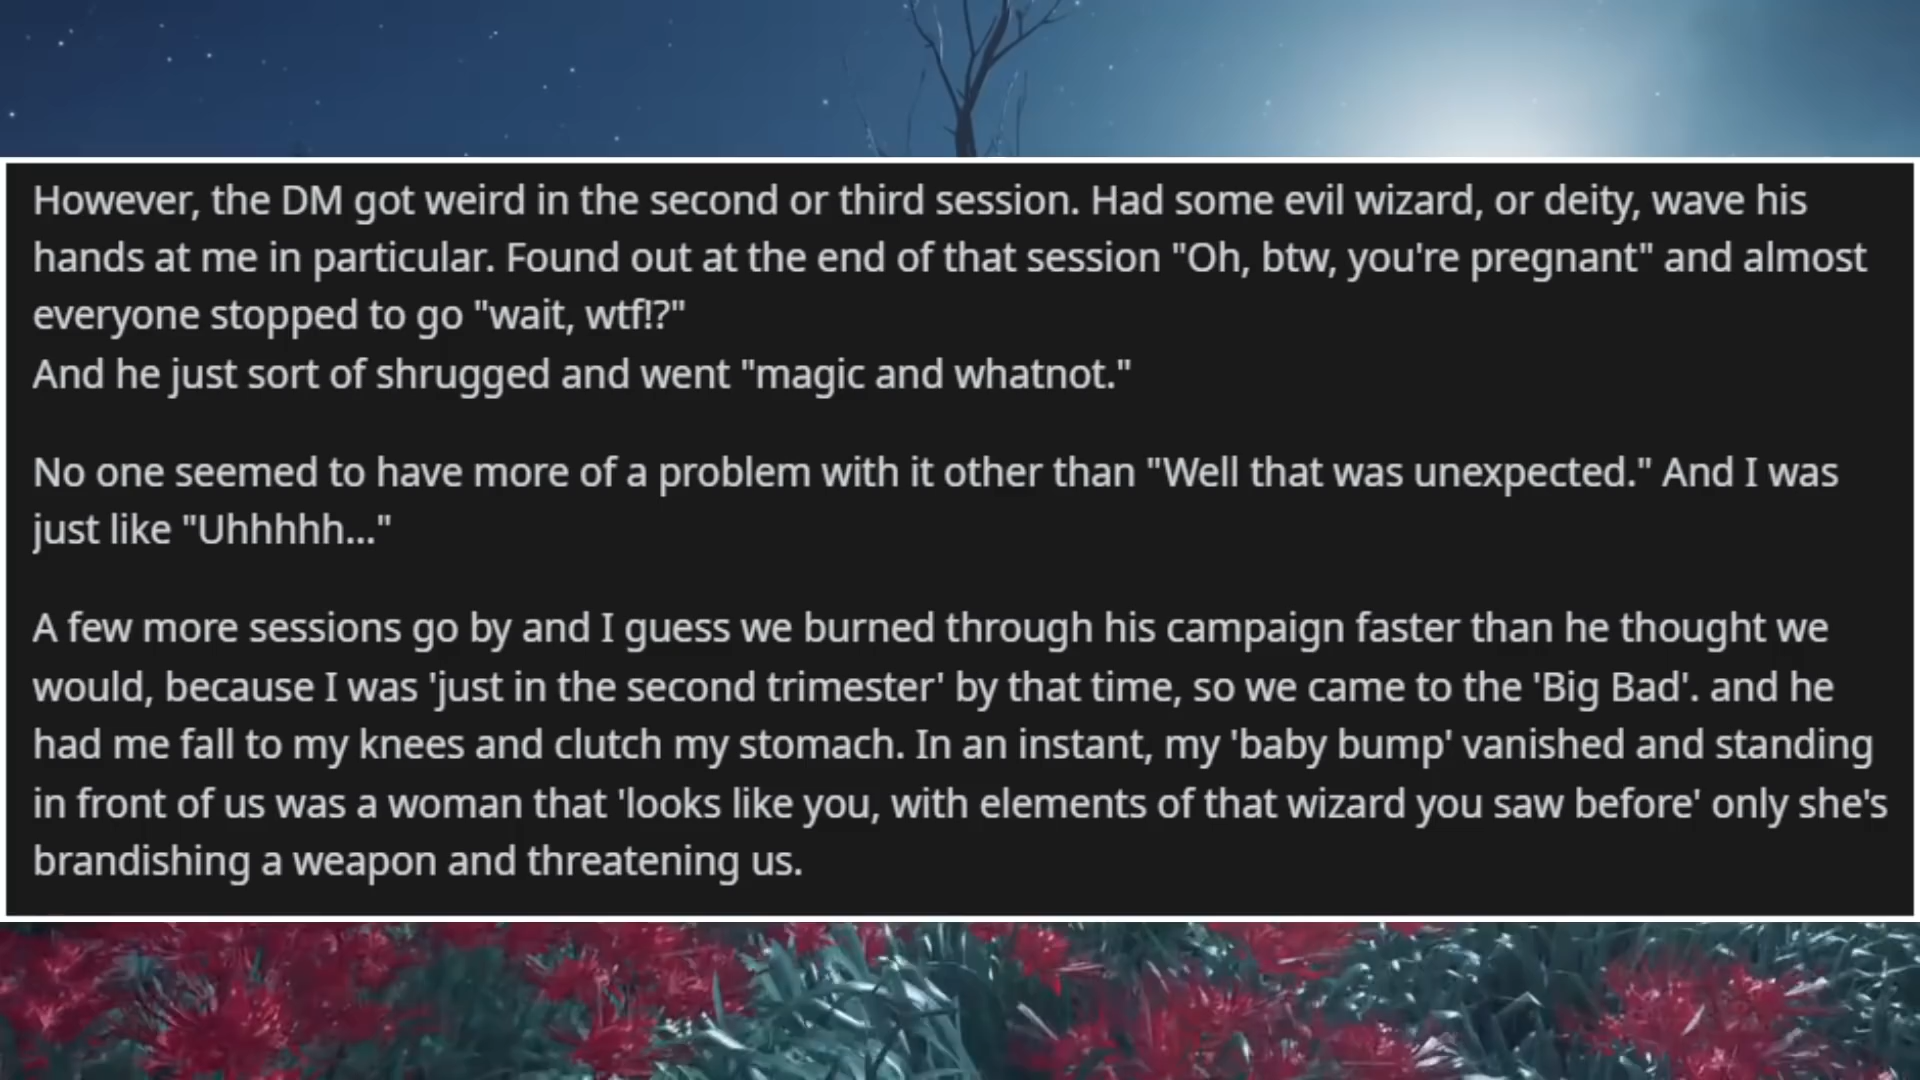 However, the DM got weird in the second or third session. Had some evil wizard, or deity, wave his
hands at me in particular. Found out at the end of that session "Oh, btw, you're pregnant" and almost
everyone stopped to go "wait, wtf!?"
And he just sort of shrugged and went "magic and whatnot."
No one seemed to have more of a problem with it other than "Well that was unexpected." And I was
just like "Uhhhhh..."
A few more sessions go by and I guess we burned through his campaign faster than he thought we
would, because I was 'just in the second trimester' by that time, so we came to the 'Big Bad'. and he
had me fall to my knees and clutch my stomach. In an instant, my 'baby bump' vanished and standing
in front of us was a woman that 'looks like you, with elements of that wizard you saw before' only she's
brandishing a weapon and threatening us.